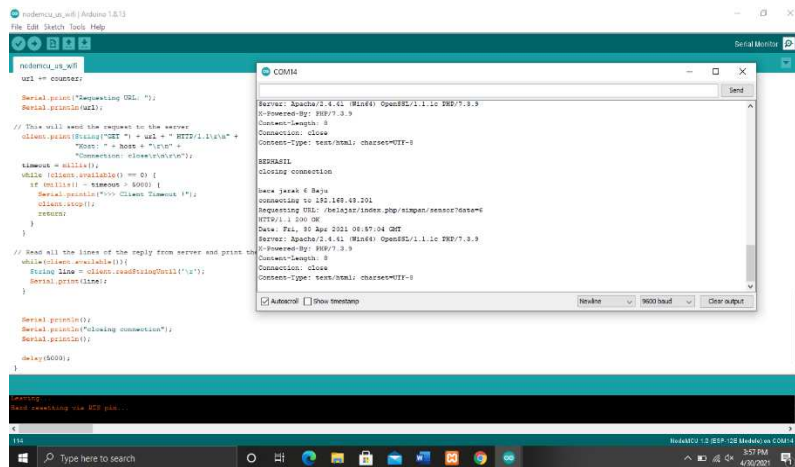 nodemcu_us_wifi | Arduino 1.8.13
File Edit Sketch Tools Help
Serial Monitor
nodemcu_us_wifi
url += counter;
Serial.print("Requesting URL: ");
Serial.println(url);
// This will send the request to the server
client.print(String("GET ") + url + " HTTP/1.1\r\n" +
"Host: " + host + "\r\n" +
"Connection: close\r\n\r\n");
timeout = millis();
while (client.available() == 0) {
if (millis() - timeout > 5000) {
Serial.println(">>> Client Timeout !");
client.stop();
return;
}
}
// Read all the lines of the reply from server and print the
while(client.available()){
String line = client.readStringUntil('\r');
Serial.print(line);
}
Serial.println();
Serial.println("closing connection");
Serial.println();
delay(5000);
}
COM14
Send
Server: Apache/2.4.41 (Win64) OpenSSL/1.1.1c PHP/7.3.9
X-Powered-By: PHP/7.3.9
Content-Length: 8
Connection: close
Content-Type: text/html; charset=UTF-8
BERHASIL
closing connection
baca jarak 6 Baju
connecting to 192.168.43.201
Requesting URL: /belajar/index.php/simpan/sensor?data=6
HTTP/1.1 200 OK
Date: Fri, 30 Apr 2021 08:57:04 GMT
Server: Apache/2.4.41 (Win64) OpenSSL/1.1.1c PHP/7.3.9
X-Powered-By: PHP/7.3.9
Content-Length: 8
Connection: close
Content-Type: text/html; charset=UTF-8
Autoscroll Show timestamp Newline 9600 baud Clear output
Leaving...
Hard resetting via RTS pin...
114
NodeMCU 1.0 (ESP-12E Module) on COM14
Type here to search
3:57 PM
4/30/2021